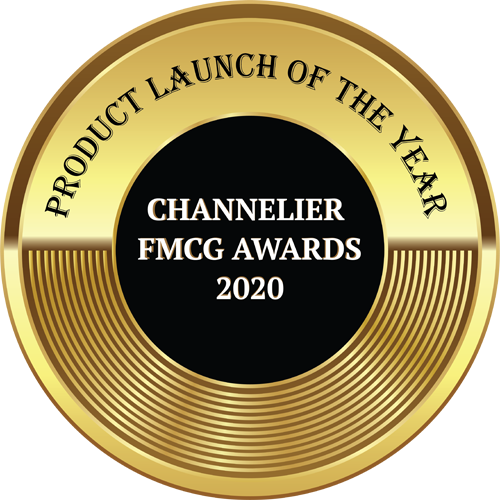 PRODUCT LAUNCH OF THE YEAR
CHANNELIER
FMCG AWARDS
2020